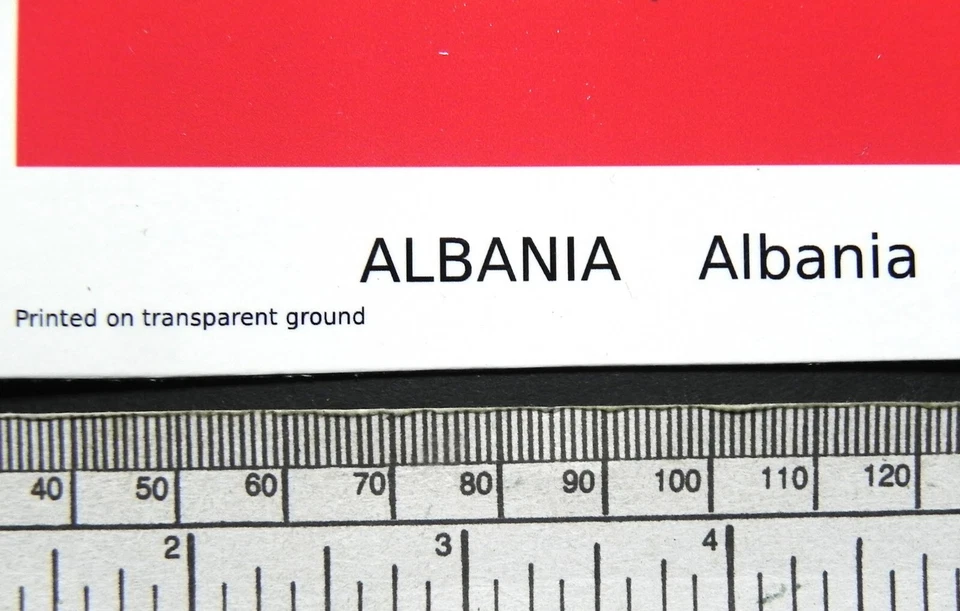 ALBANIA Albania
Printed on transparent ground
40 50 60 70 80 90 100 110 120
2 3 4